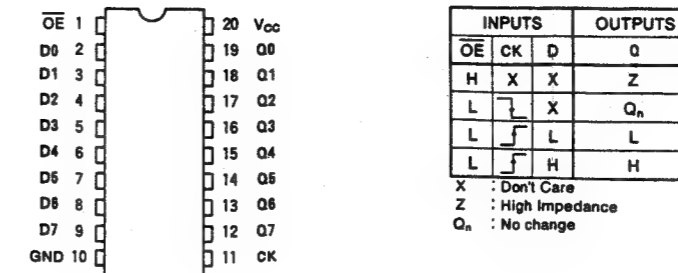 OE 1 20 Vcc
D0 2 19 Q0
D1 3 18 Q1
D2 4 17 Q2
D3 5 16 Q3
D4 6 15 Q4
D5 7 14 Q5
D6 8 13 Q6
D7 9 12 Q7
GND 10 11 CK
INPUTS OUTPUTS
OE CK D Q
H X X Z
L X Qn
L L L
L H H
X : Don't Care
Z : High Impedance
Qn : No change